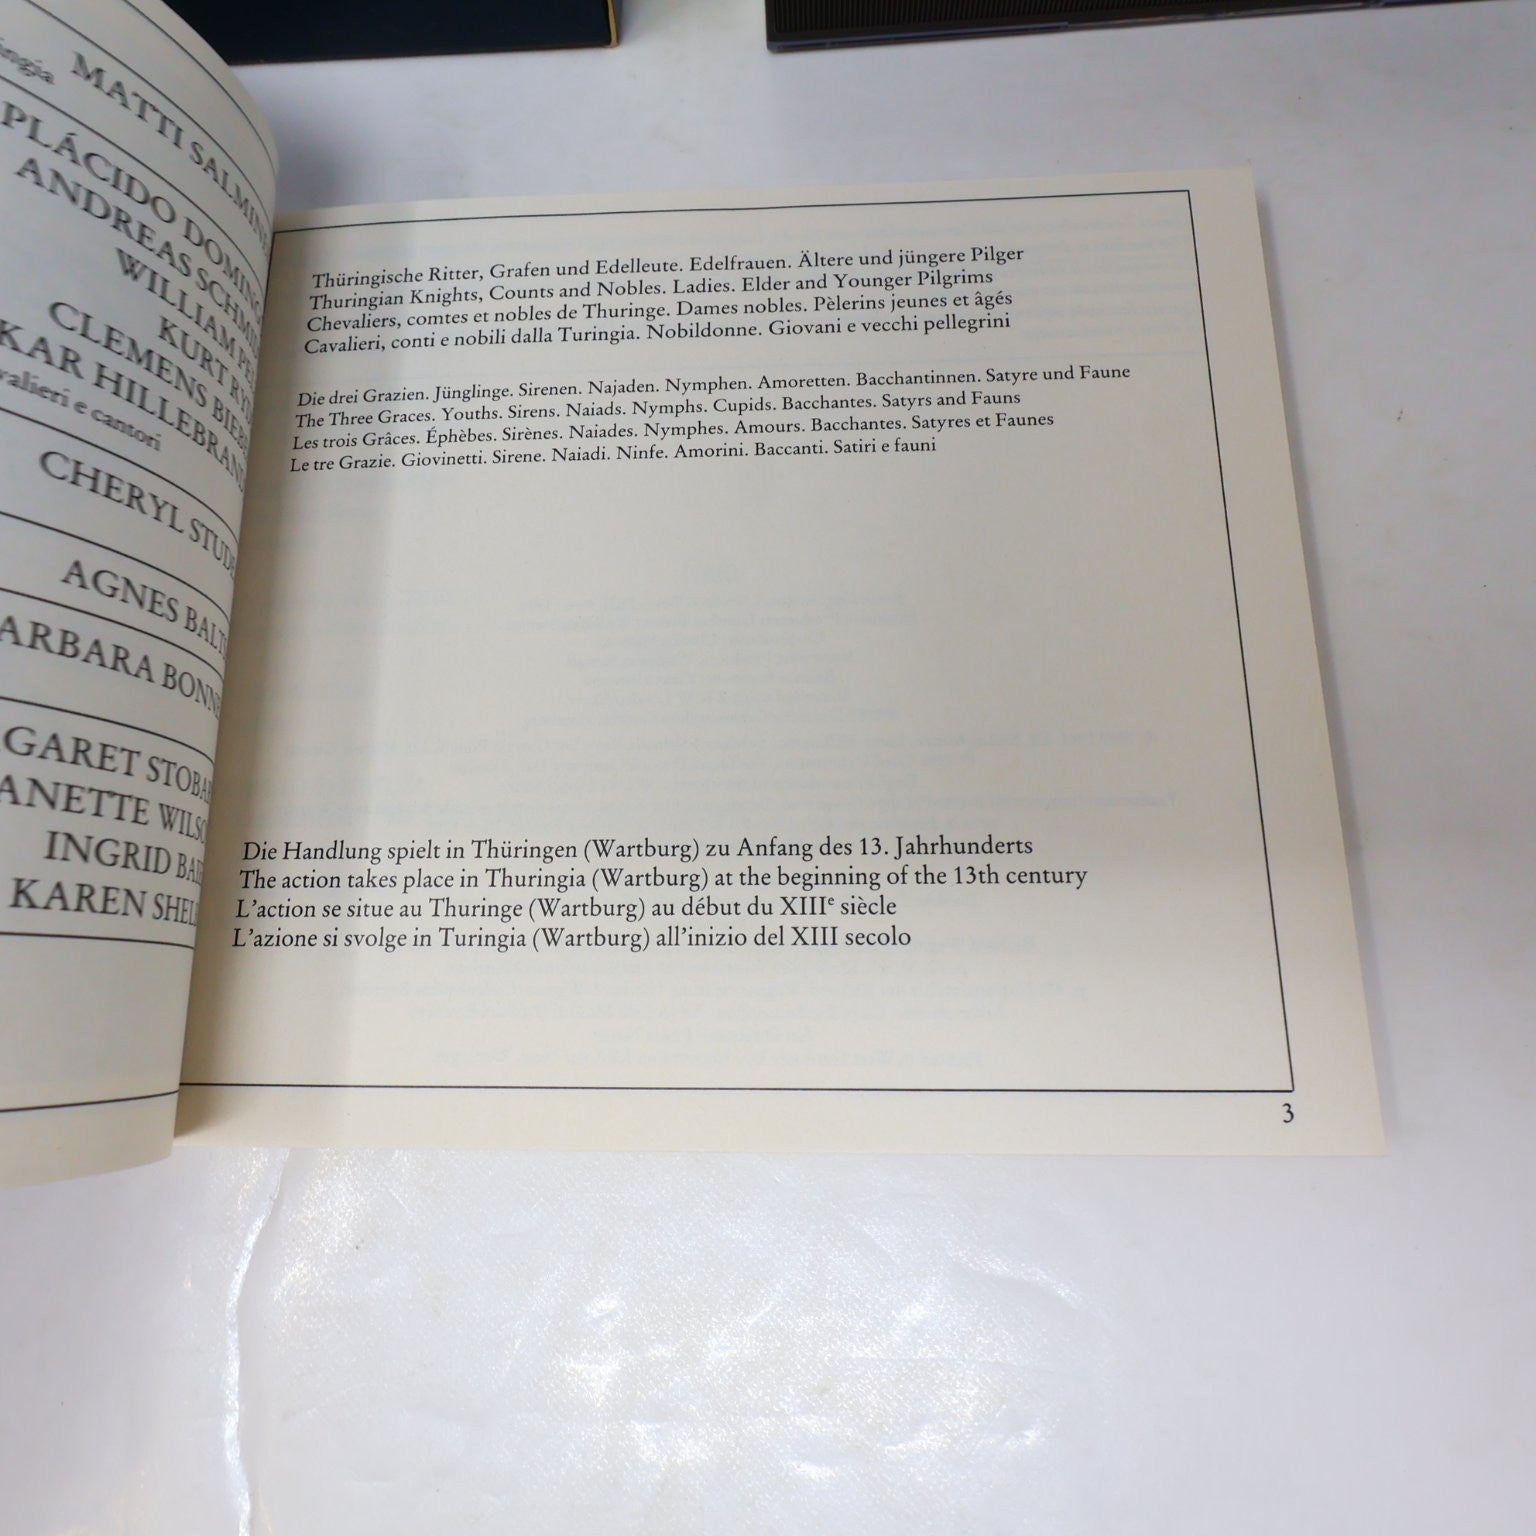 MATTI SALMINE
PLÁCIDO DOMING
ANDREAS SCHMID
WILLIAM
KURT RYD
CLEMENS BIEB
KAR HILLEBRAN
valieri e cantori
CHERYL STUD
AGNES BALT
ARBARA BONN
GARET STOBA
ANETTE WILS
INGRID BA
KAREN SHEL
Thüringische Ritter, Grafen und Edelleute. Edelfrauen. Ältere und jüngere Pilger
Thuringian Knights, Counts and Nobles. Ladies. Elder and Younger Pilgrims
Chevaliers, comtes et nobles de Thuringe. Dames nobles. Pèlerins jeunes et âgés
Cavalieri, conti e nobili dalla Turingia. Nobildonne. Giovani e vecchi pellegrini
Die drei Grazien. Jünglinge. Sirenen. Najaden. Nymphen. Amoretten. Bacchantinnen. Satyre und Faune
The Three Graces. Youths. Sirens. Naiads. Nymphs. Cupids. Bacchantes. Satyrs and Fauns
Les trois Grâces. Éphèbes. Sirènes. Naiades. Nymphes. Amours. Bacchantes. Satyres et Faunes
Le tre Grazie. Giovinetti. Sirene. Naiadi. Ninfe. Amorini. Baccanti. Satiri e fauni
Die Handlung spielt in Thüringen (Wartburg) zu Anfang des 13. Jahrhunderts
The action takes place in Thuringia (Wartburg) at the beginning of the 13th century
L'action se situe au Thuringe (Wartburg) au début du XIIIe siècle
L'azione si svolge in Turingia (Wartburg) all'inizio del XIII secolo
3